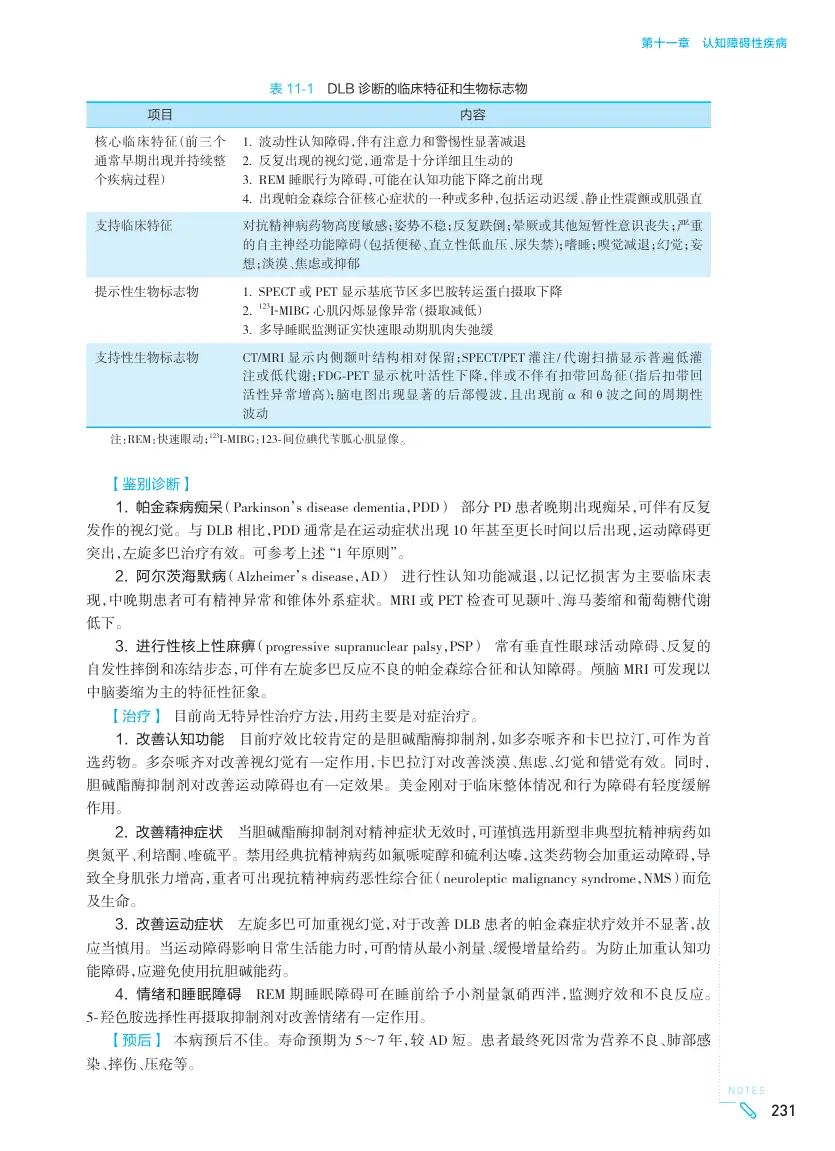 第十一章 认知障碍性疾病
表 11-1 DLB 诊断的临床特征和生物标志物
项目 内容
核心临床特征(前三个 1. 波动性认知障碍,伴有注意力和警惕性显著减退
通常早期出现并持续整 2. 反复出现的视幻觉,通常是十分详细且生动的
个疾病过程) 3. REM 睡眠行为障碍,可能在认知功能下降之前出现
4. 出现帕金森综合征核心症状的一种或多种,包括运动迟缓、静止性震颤或肌强直
支持临床特征 对抗精神病药物高度敏感;姿势不稳;反复跌倒;晕厥或其他短暂性意识丧失;严重
的自主神经功能障碍(包括便秘、直立性低血压、尿失禁);嗜睡;嗅觉减退;幻觉;妄
想;淡漠、焦虑或抑郁
提示性生物标志物 1. SPECT 或 PET 显示基底节区多巴胺转运蛋白摄取下降
2. ¹²³I-MIBG 心肌闪烁显像异常(摄取减低)
3. 多导睡眠监测证实快速眼动期肌肉失弛缓
支持性生物标志物 CT/MRI 显示内侧颞叶结构相对保留;SPECT/PET 灌注/代谢扫描显示普遍低灌
注或低代谢;FDG-PET 显示枕叶活性下降,伴或不伴有扣带回岛征(指后扣带回
活性异常增高);脑电图出现显著的后部慢波,且出现前 α 和 θ 波之间的周期性
波动
注:REM:快速眼动;¹²³I-MIBG:123-间位碘代苄胍心肌显像。
【鉴别诊断】
1. 帕金森病痴呆(Parkinson's disease dementia,PDD) 部分 PD 患者晚期出现痴呆,可伴有反复
发作的视幻觉。与 DLB 相比,PDD 通常是在运动症状出现 10 年甚至更长时间以后出现,运动障碍更
突出,左旋多巴治疗有效。可参考上述 “1 年原则”。
2. 阿尔茨海默病(Alzheimer's disease,AD) 进行性认知功能减退,以记忆损害为主要临床表
现,中晚期患者可有精神异常和锥体外系症状。MRI 或 PET 检查可见颞叶、海马萎缩和葡萄糖代谢
低下。
3. 进行性核上性麻痹(progressive supranuclear palsy,PSP) 常有垂直性眼球活动障碍、反复的
自发性摔倒和冻结步态,可伴有左旋多巴反应不良的帕金森综合征和认知障碍。颅脑 MRI 可发现以
中脑萎缩为主的特征性征象。
【治疗】 目前尚无特异性治疗方法,用药主要是对症治疗。
1. 改善认知功能 目前疗效比较肯定的是胆碱酯酶抑制剂,如多奈哌齐和卡巴拉汀,可作为首
选药物。多奈哌齐对改善视幻觉有一定作用,卡巴拉汀对改善淡漠、焦虑、幻觉和错觉有效。同时,
胆碱酯酶抑制剂对改善运动障碍也有一定效果。美金刚对于临床整体情况和行为障碍有轻度缓解
作用。
2. 改善精神症状 当胆碱酯酶抑制剂对精神症状无效时,可谨慎选用新型非典型抗精神病药如
奥氮平、利培酮、喹硫平。禁用经典抗精神病药如氟哌啶醇和硫利达嗪,这类药物会加重运动障碍,导
致全身肌张力增高,重者可出现抗精神病药恶性综合征(neuroleptic malignancy syndrome,NMS)而危
及生命。
3. 改善运动症状 左旋多巴可加重视幻觉,对于改善 DLB 患者的帕金森症状疗效并不显著,故
应当慎用。当运动障碍影响日常生活能力时,可酌情从最小剂量、缓慢增量给药。为防止加重认知功
能障碍,应避免使用抗胆碱能药。
4. 情绪和睡眠障碍 REM 期睡眠障碍可在睡前给予小剂量氯硝西泮,监测疗效和不良反应。
5-羟色胺选择性再摄取抑制剂对改善情绪有一定作用。
【预后】 本病预后不佳。寿命预期为 5～7 年,较 AD 短。患者最终死因常为营养不良、肺部感
染、摔伤、压疮等。
NOTES
231